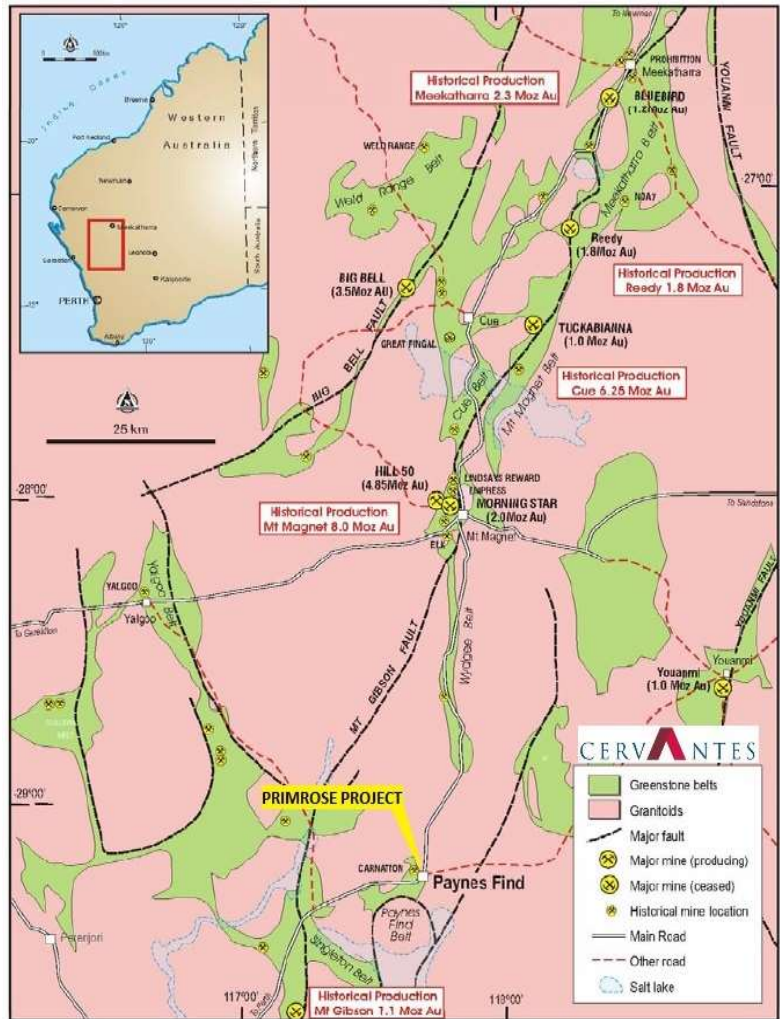 To Newman
PROHIBITION
Meekatharra
Historical Production
Meekatharra 2.3 Moz Au
BLUEBIRD
YOUANMI FAULT
120°
128°
Indian Ocean
Broome
Western
Australia
Northern Territory
South Australia
-20°
Port Hedland
Newman
Carnarvon
Meekatharra
Geraldton
Leonora
Kalgoorlie
PERTH
Albany
120°
WELD RANGE
Weld Range Belt
Meekatharra Belt
NOA7
-27°00'
Reedy
(1.8Moz Au)
Historical Production
Reedy 1.8 Moz Au
BIG BELL
(3.5Moz AU)
Cue
TUCKABIANNA
(1.0 Moz Au)
GREAT FINGAL
BIG BELL FAULT
Cue Belt
Mt Magnet Belt
Historical Production
Cue 6.25 Moz Au
25 km
-28°00'
HILL 50
(4.85Moz Au)
LINDSAYS REWARD
EMPRESS
MORNING STAR
(2.0Moz Au)
Historical Production
Mt Magnet 8.0 Moz Au
Mt Magnet
To Sandstone
YALGOO
Yalgoo
Yalgoo Belt
To Geraldton
MT GIBSON FAULT
Wydgee Belt
YOUANMI FAULT
Youanmi
Youanmi
(1.0 Moz Au)
CERVANTES
-29°00'
PRIMROSE PROJECT
CARNATION
Paynes Find
Paynes
Find
Belt
Perenjori
Singleton Belt
117°00'
To Perth
Historical Production
Mt Gibson 1.1 Moz Au
Greenstone belts
Granitoids
Major fault
Major mine (producing)
Major mine (ceased)
Historical mine location
Main Road
Other road
Salt lake